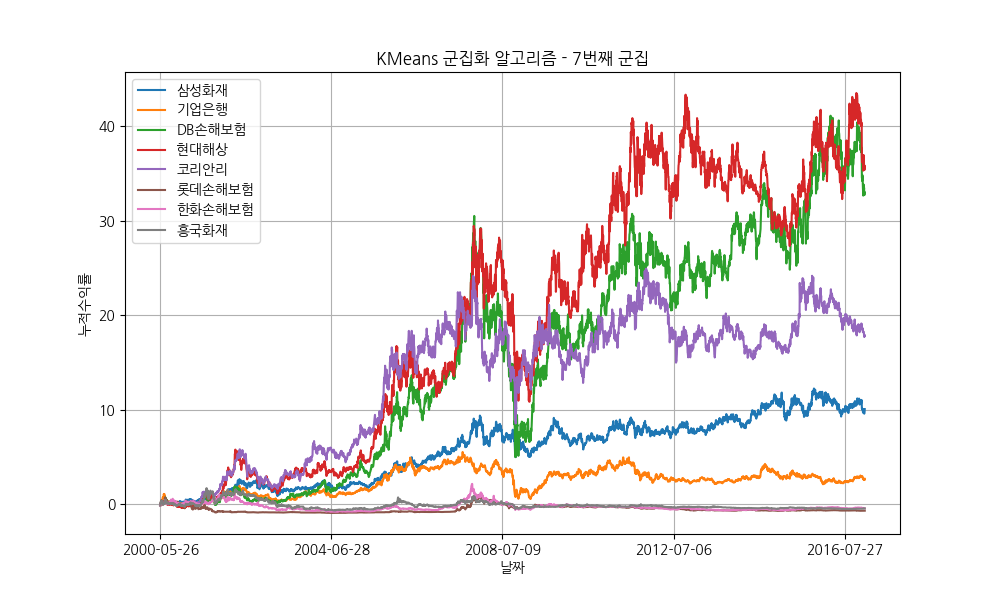 KMeans 군집화 알고리즘 - 7번째 군집
삼성화재
기업은행
DB손해보험
현대해상
코리안리
롯데손해보험
한화손해보험
흥국화재
누적수익률
40
30
20
10
0
2000-05-26
2004-06-28
2008-07-09
2012-07-06
2016-07-27
날짜